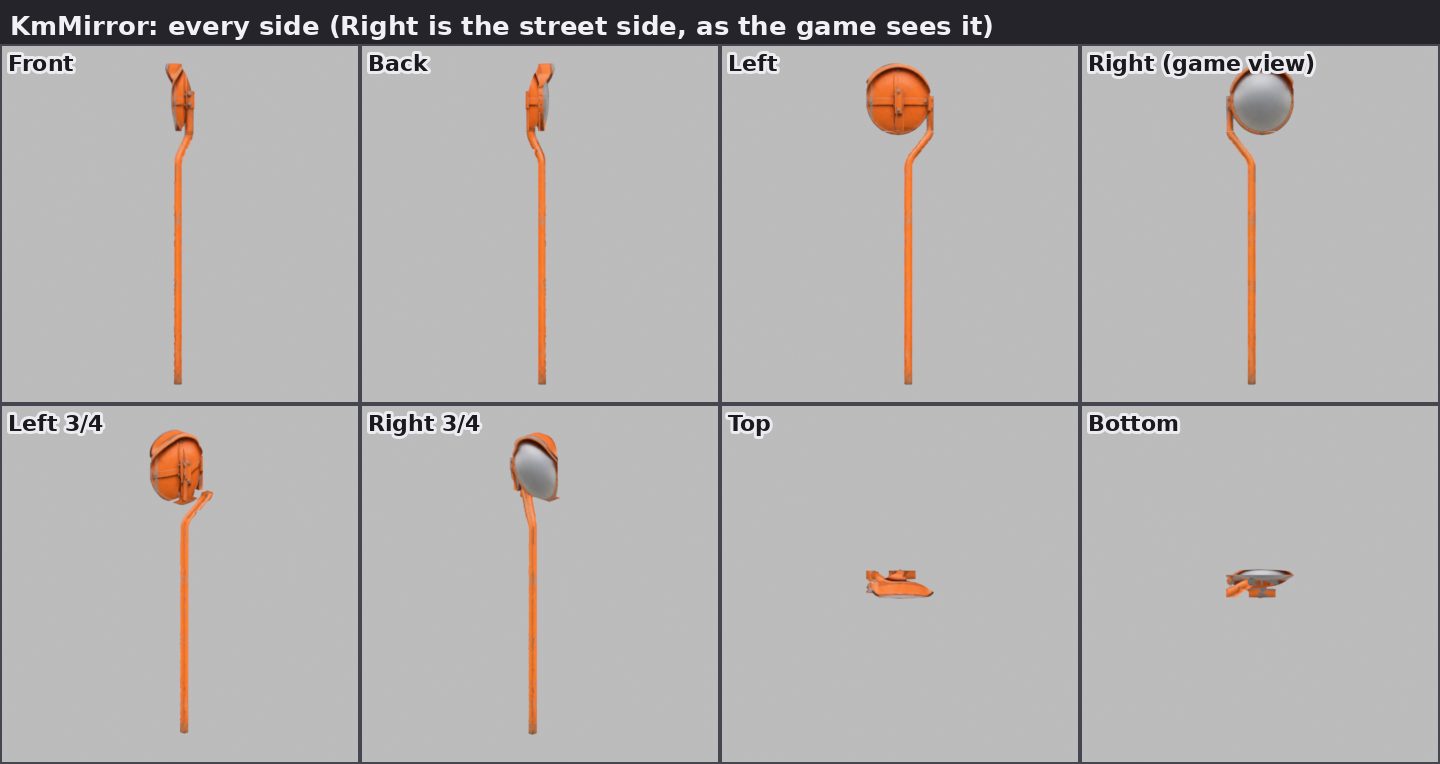 KmMirror: every side (Right is the street side, as the game sees it)
Front
Back
Left
Right (game view)
Left 3/4
Right 3/4
Top
Bottom